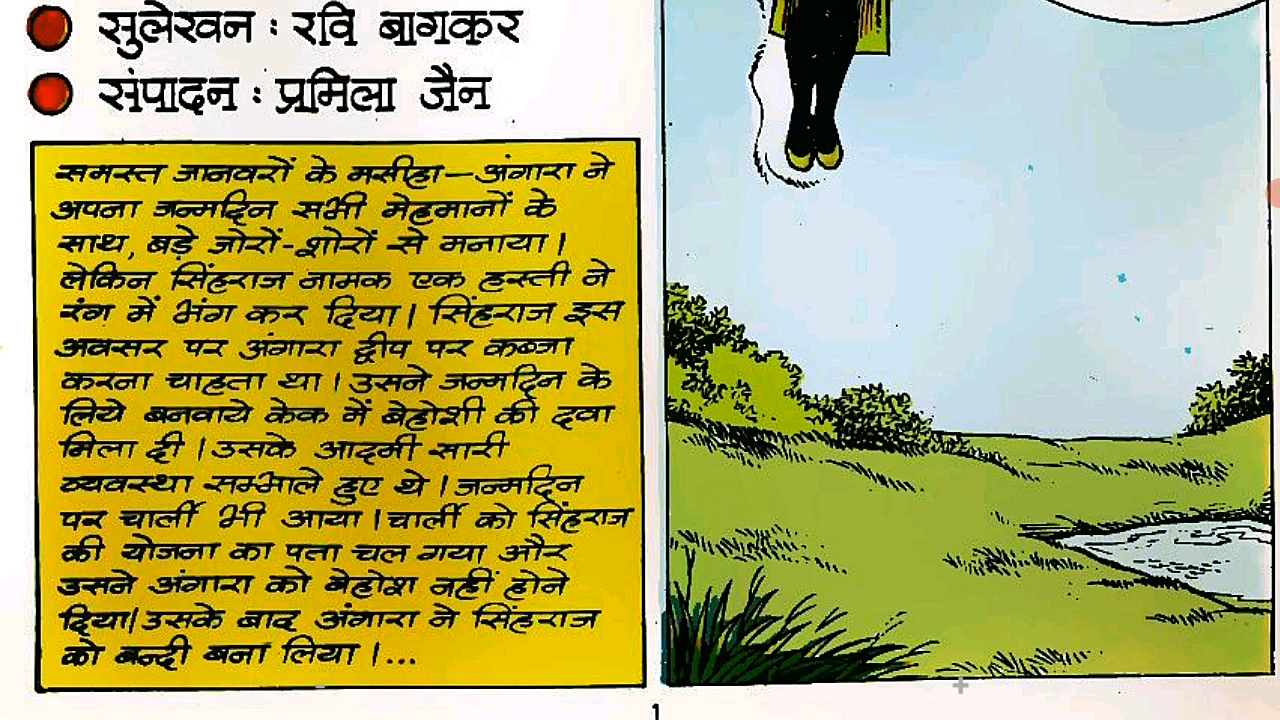 सुलेखन : रवि बागकर
संपादन : प्रमिला जैन
समस्त जानवरों के मसीहा—अंगारा ने
अपना जन्मदिन सभी मेहमानों के
साथ, बड़े जोरों-शोरों से मनाया।
लेकिन सिंहराज नामक एक हस्ती ने
रंग में भंग कर दिया। सिंहराज इस
अवसर पर अंगारा द्वीप पर कब्जा
करना चाहता था। उसने जन्मदिन के
लिये बनवाये केक में बेहोशी की दवा
मिला दी। उसके आदमी सारी
व्यवस्था सम्भाले हुए थे। जन्मदिन
पर चार्ली भी आया। चार्ली को सिंहराज
की योजना का पता चल गया और
उसने अंगारा को बेहोश नहीं होने
दिया। उसके बाद अंगारा ने सिंहराज
को बन्दी बना लिया।...
1